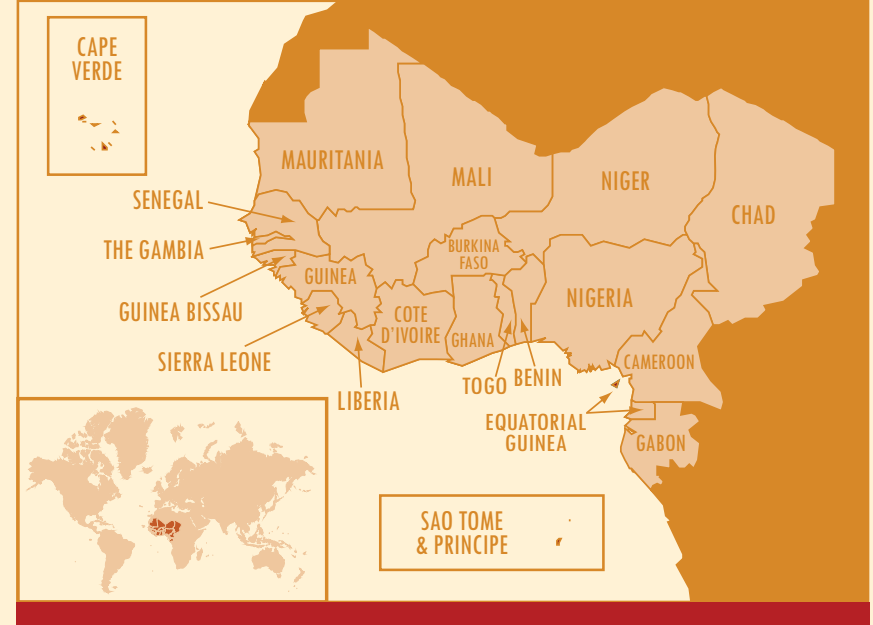 CAPE
VERDE
MAURITANIA
MALI
NIGER
CHAD
SENEGAL
THE GAMBIA
BURKINA
FASO
GUINEA
GUINEA BISSAU
NIGERIA
COTE
D'IVOIRE
GHANA
SIERRA LEONE
CAMEROON
LIBERIA
TOGO
BENIN
EQUATORIAL
GUINEA
GABON
SAO TOME
& PRINCIPE